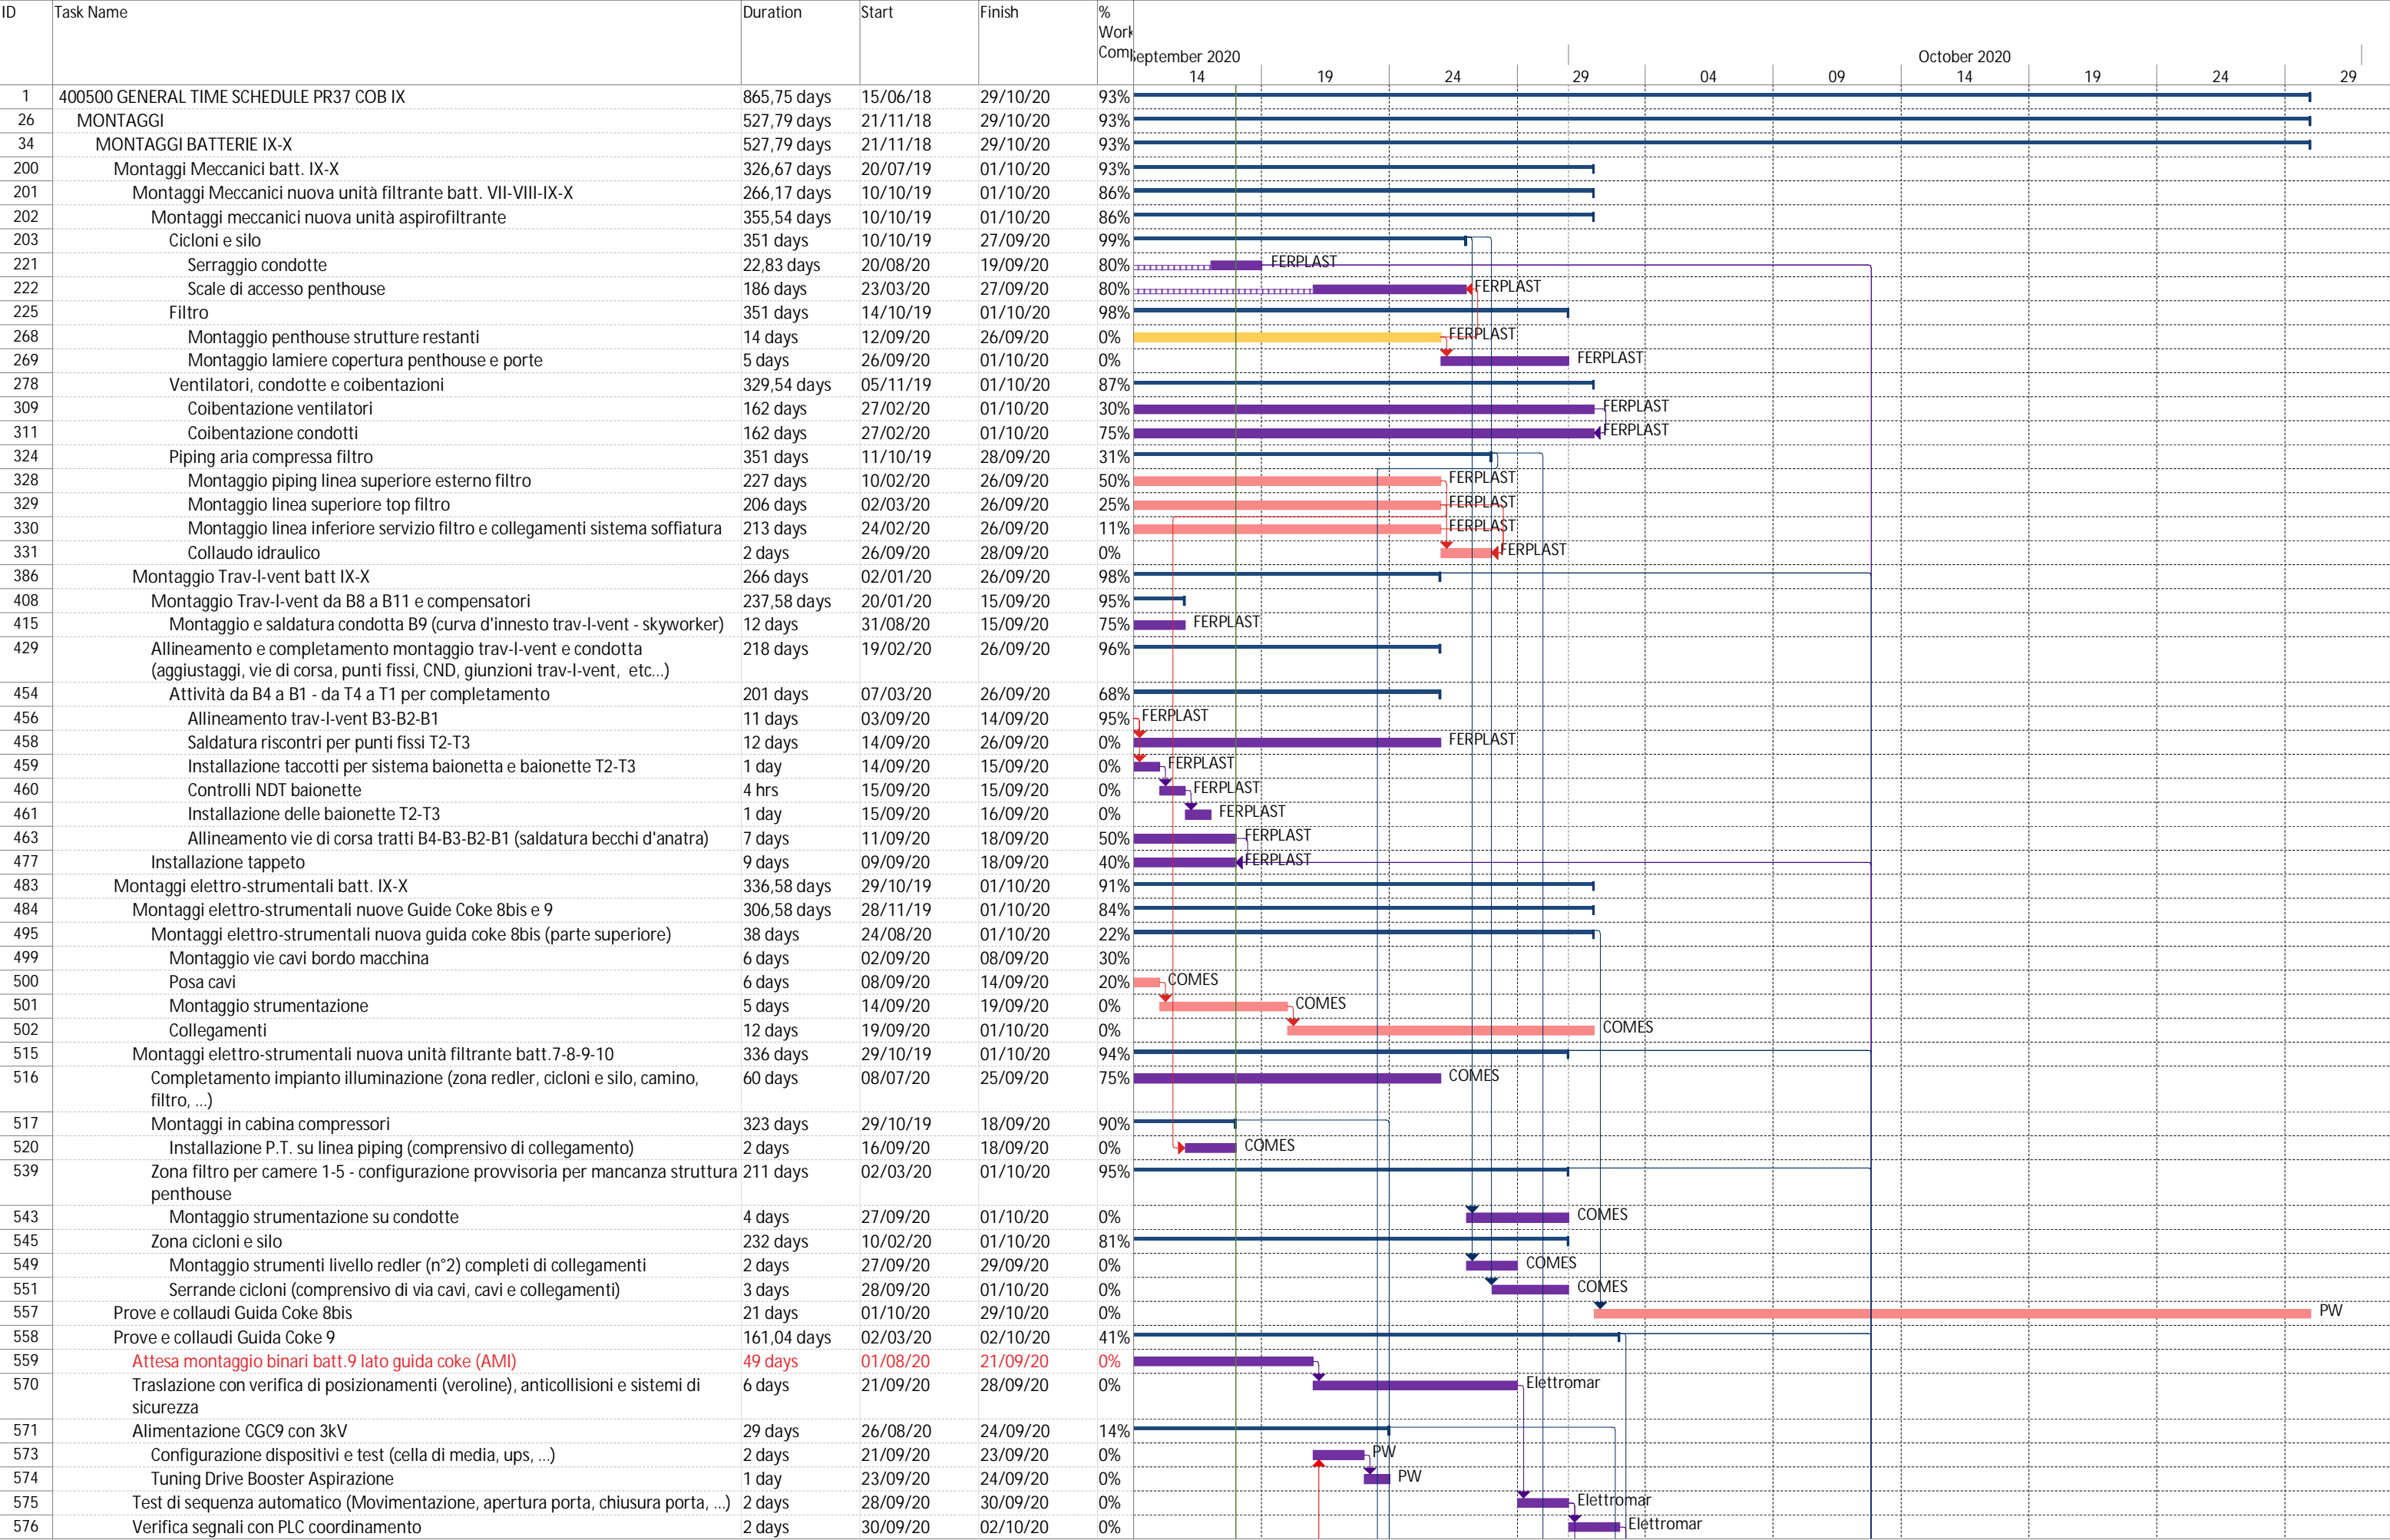 ID Task Name Duration Start Finish %
Work
Comp
September 2020 October 2020
14 19 24 29 04 09 14 19 24 29
1 400500 GENERAL TIME SCHEDULE PR37 COB IX 865,75 days 15/06/18 29/10/20 93%
26 MONTAGGI 527,79 days 21/11/18 29/10/20 93%
34 MONTAGGI BATTERIE IX-X 527,79 days 21/11/18 29/10/20 93%
200 Montaggi Meccanici batt. IX-X 326,67 days 20/07/19 01/10/20 93%
201 Montaggi Meccanici nuova unità filtrante batt. VII-VIII-IX-X 266,17 days 10/10/19 01/10/20 86%
202 Montaggi meccanici nuova unità aspirofiltrante 355,54 days 10/10/19 01/10/20 86%
203 Cicloni e silo 351 days 10/10/19 27/09/20 99%
221 Serraggio condotte 22,83 days 20/08/20 19/09/20 80% FERPLAST
222 Scale di accesso penthouse 186 days 23/03/20 27/09/20 80% FERPLAST
225 Filtro 351 days 14/10/19 01/10/20 98%
268 Montaggio penthouse strutture restanti 14 days 12/09/20 26/09/20 0% FERPLAST
269 Montaggio lamiere copertura penthouse e porte 5 days 26/09/20 01/10/20 0% FERPLAST
278 Ventilatori, condotte e coibentazioni 329,54 days 05/11/19 01/10/20 87%
309 Coibentazione ventilatori 162 days 27/02/20 01/10/20 30% FERPLAST
311 Coibentazione condotti 162 days 27/02/20 01/10/20 75% FERPLAST
324 Piping aria compressa filtro 351 days 11/10/19 28/09/20 31%
328 Montaggio piping linea superiore esterno filtro 227 days 10/02/20 26/09/20 50% FERPLAST
329 Montaggio linea superiore top filtro 206 days 02/03/20 26/09/20 25% FERPLAST
330 Montaggio linea inferiore servizio filtro e collegamenti sistema soffiatura 213 days 24/02/20 26/09/20 11% FERPLAST
331 Collaudo idraulico 2 days 26/09/20 28/09/20 0% FERPLAST
386 Montaggio Trav-I-vent batt IX-X 266 days 02/01/20 26/09/20 98%
408 Montaggio Trav-I-vent da B8 a B11 e compensatori 237,58 days 20/01/20 15/09/20 95%
415 Montaggio e saldatura condotta B9 (curva d'innesto trav-I-vent - skyworker) 12 days 31/08/20 15/09/20 75% FERPLAST
429 Allineamento e completamento montaggio trav-I-vent e condotta 218 days 19/02/20 26/09/20 96%
(aggiustaggi, vie di corsa, punti fissi, CND, giunzioni trav-I-vent, etc...)
454 Attività da B4 a B1 - da T4 a T1 per completamento 201 days 07/03/20 26/09/20 68%
456 Allineamento trav-I-vent B3-B2-B1 11 days 03/09/20 14/09/20 95% FERPLAST
458 Saldatura riscontri per punti fissi T2-T3 12 days 14/09/20 26/09/20 0% FERPLAST
459 Installazione taccotti per sistema baionetta e baionette T2-T3 1 day 14/09/20 15/09/20 0% FERPLAST
460 Controlli NDT baionette 4 hrs 15/09/20 15/09/20 0% FERPLAST
461 Installazione delle baionette T2-T3 1 day 15/09/20 16/09/20 0% FERPLAST
463 Allineamento vie di corsa tratti B4-B3-B2-B1 (saldatura becchi d'anatra) 7 days 11/09/20 18/09/20 50% FERPLAST
477 Installazione tappeto 9 days 09/09/20 18/09/20 40% FERPLAST
483 Montaggi elettro-strumentali batt. IX-X 336,58 days 29/10/19 01/10/20 91%
484 Montaggi elettro-strumentali nuove Guide Coke 8bis e 9 306,58 days 28/11/19 01/10/20 84%
495 Montaggi elettro-strumentali nuova guida coke 8bis (parte superiore) 38 days 24/08/20 01/10/20 22%
499 Montaggio vie cavi bordo macchina 6 days 02/09/20 08/09/20 30%
500 Posa cavi 6 days 08/09/20 14/09/20 20% COMES
501 Montaggio strumentazione 5 days 14/09/20 19/09/20 0% COMES
502 Collegamenti 12 days 19/09/20 01/10/20 0% COMES
515 Montaggi elettro-strumentali nuova unità filtrante batt.7-8-9-10 336 days 29/10/19 01/10/20 94%
516 Completamento impianto illuminazione (zona redler, cicloni e silo, camino, 60 days 08/07/20 25/09/20 75% COMES
filtro, ...)
517 Montaggi in cabina compressori 323 days 29/10/19 18/09/20 90%
520 Installazione P.T. su linea piping (comprensivo di collegamento) 2 days 16/09/20 18/09/20 0% COMES
539 Zona filtro per camere 1-5 - configurazione provvisoria per mancanza struttura 211 days 02/03/20 01/10/20 95%
penthouse
543 Montaggio strumentazione su condotte 4 days 27/09/20 01/10/20 0% COMES
545 Zona cicloni e silo 232 days 10/02/20 01/10/20 81%
549 Montaggio strumenti livello redler (n°2) completi di collegamenti 2 days 27/09/20 29/09/20 0% COMES
551 Serrande cicloni (comprensivo di via cavi, cavi e collegamenti) 3 days 28/09/20 01/10/20 0% COMES
557 Prove e collaudi Guida Coke 8bis 21 days 01/10/20 29/10/20 0% PW
558 Prove e collaudi Guida Coke 9 161,04 days 02/03/20 02/10/20 41%
559 Attesa montaggio binari batt.9 lato guida coke (AMI) 49 days 01/08/20 21/09/20 0%
570 Traslazione con verifica di posizionamenti (veroline), anticollisioni e sistemi di 6 days 21/09/20 28/09/20 0% Elettromar
sicurezza
571 Alimentazione CGC9 con 3kV 29 days 26/08/20 24/09/20 14%
573 Configurazione dispositivi e test (cella di media, ups, ...) 2 days 21/09/20 23/09/20 0% PW
574 Tuning Drive Booster Aspirazione 1 day 23/09/20 24/09/20 0% PW
575 Test di sequenza automatico (Movimentazione, apertura porta, chiusura porta, ...) 2 days 28/09/20 30/09/20 0% Elettromar
576 Verifica segnali con PLC coordinamento 2 days 30/09/20 02/10/20 0% Elettromar